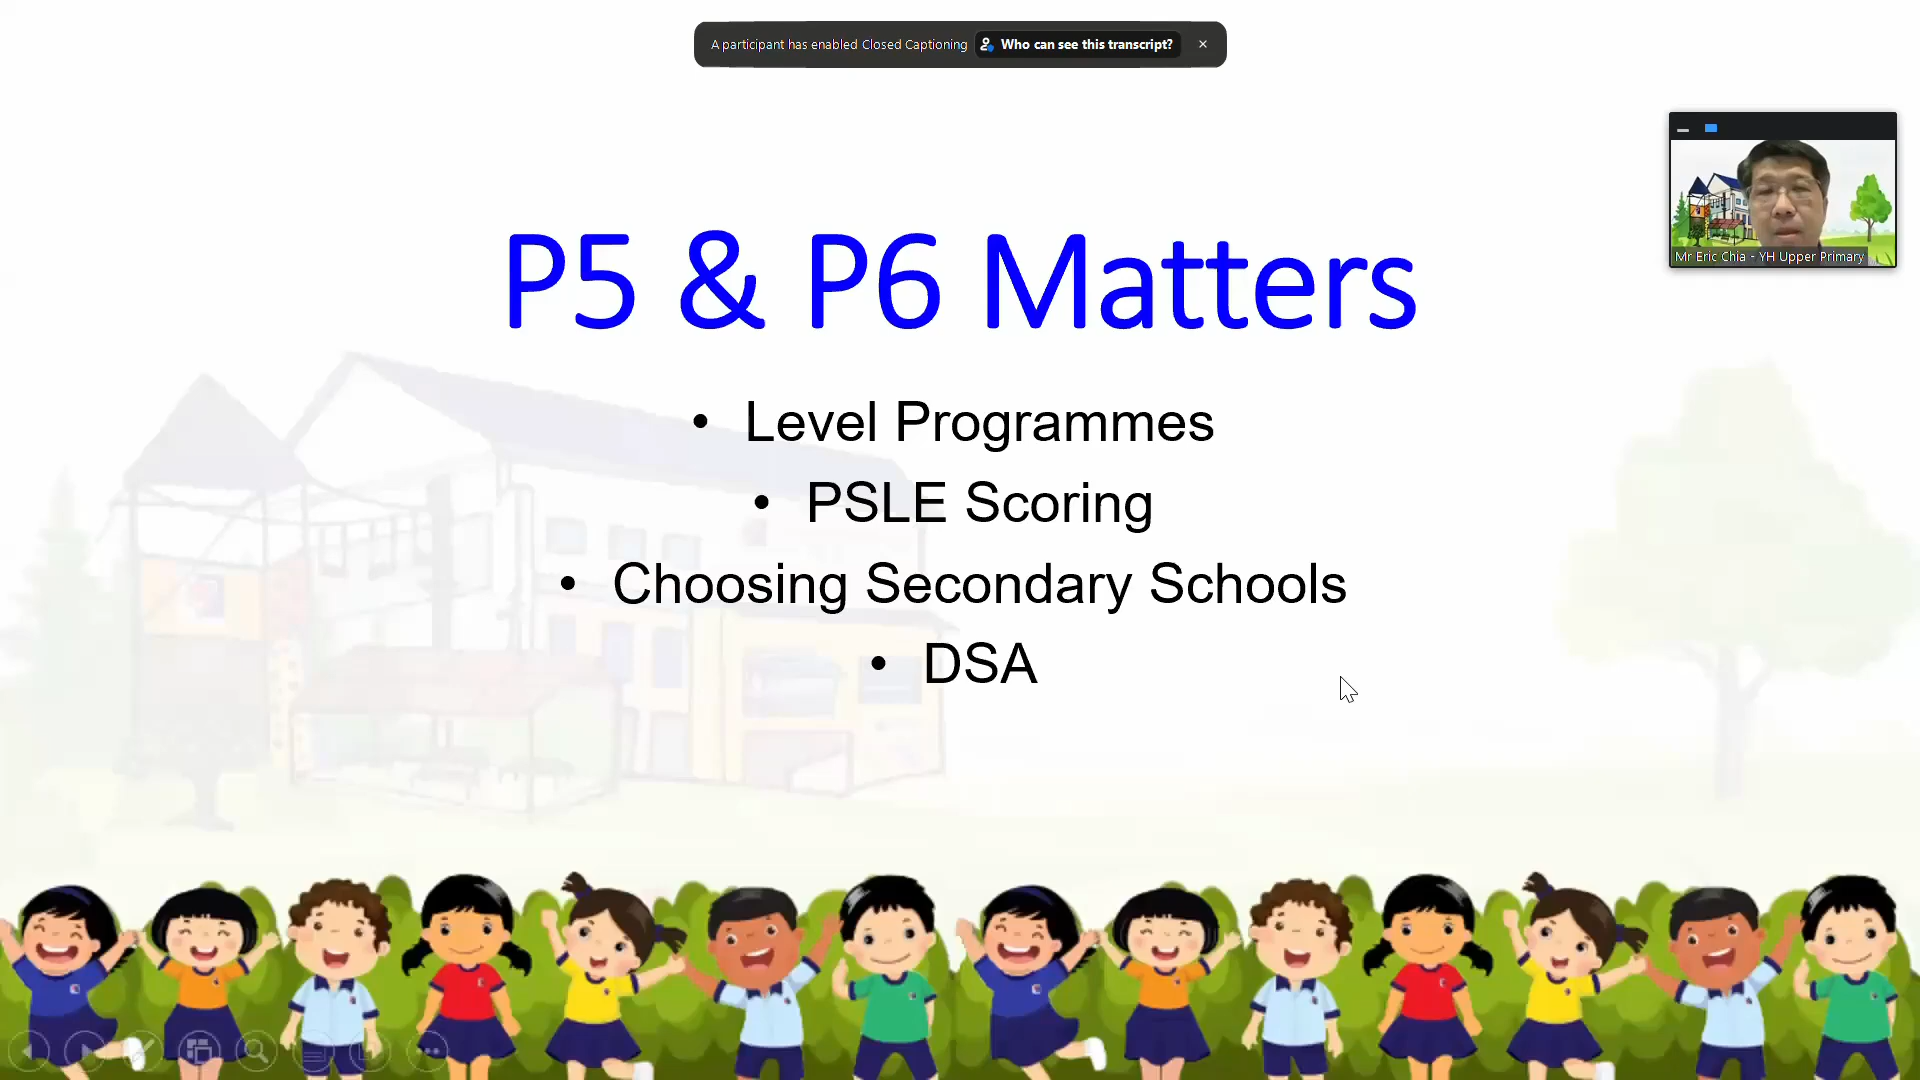 A participant has enabled Closed Captioning Who can see this transcript?
Mr Eric Chia - YH Upper Primary
P5 & P6 Matters
• Level Programmes
• PSLE Scoring
• Choosing Secondary Schools
• DSA